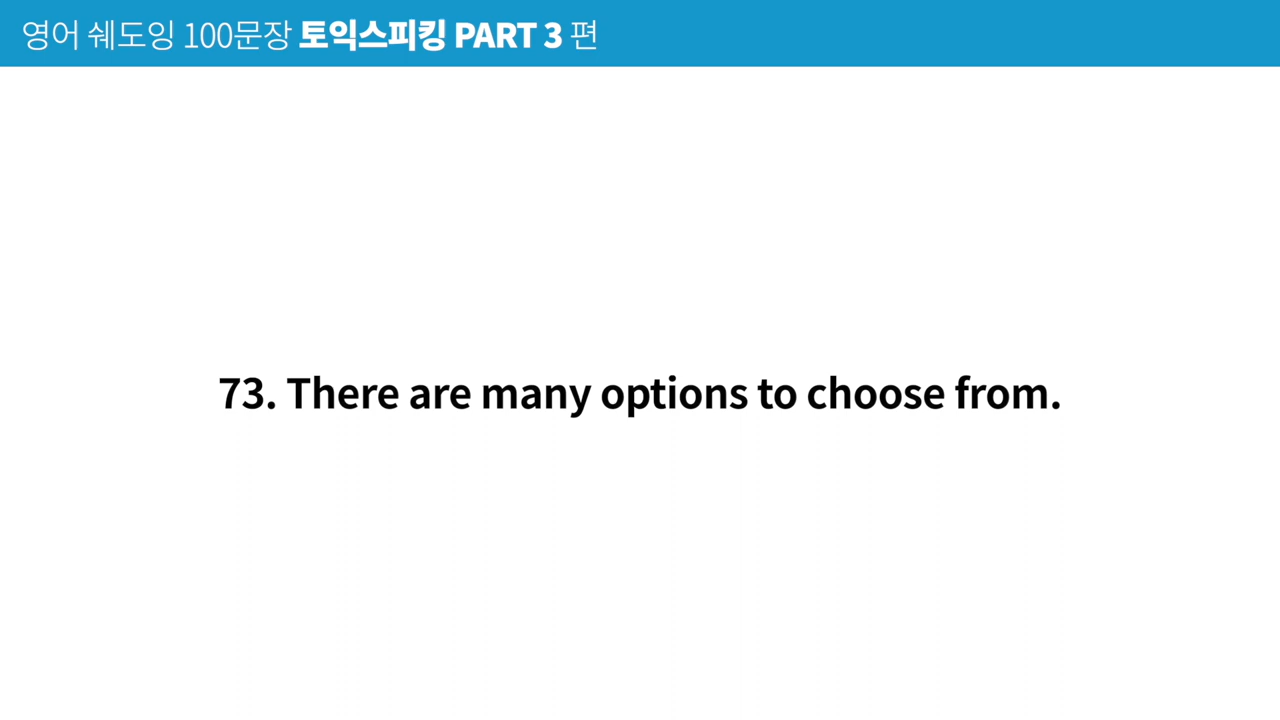 영어 쉐도잉 100문장 토익스피킹 PART 3 편
73. There are many options to choose from.